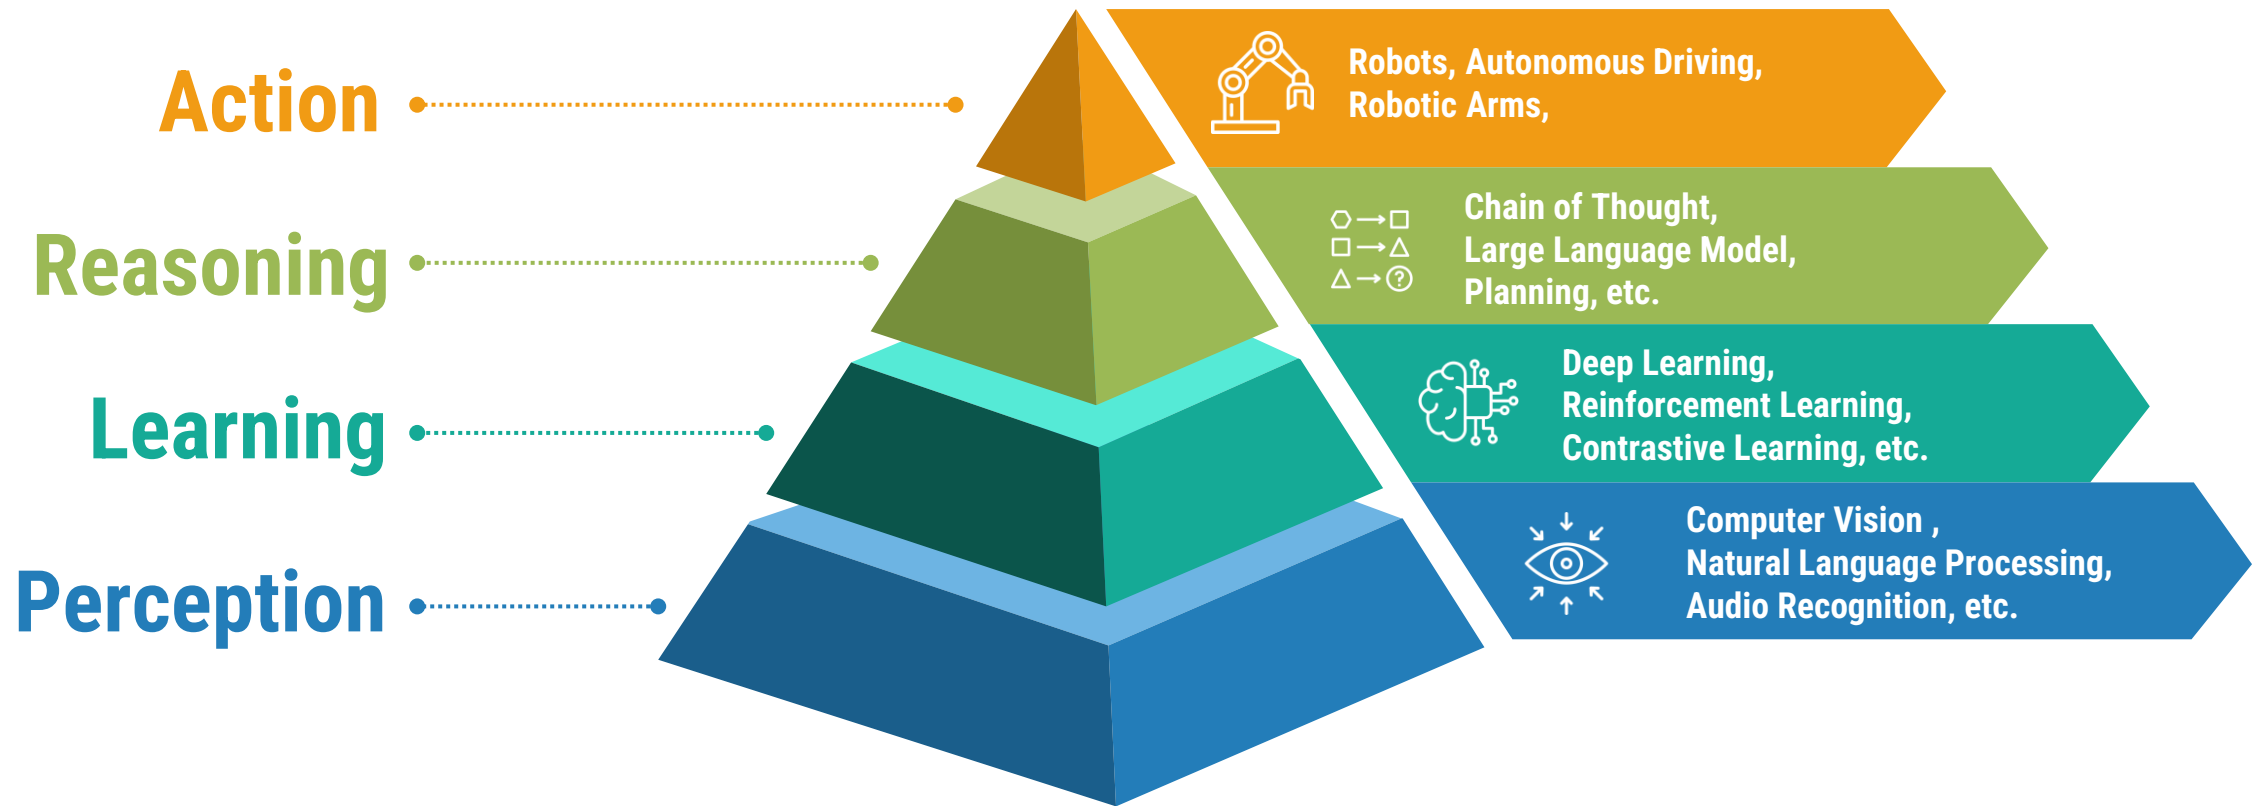 Action
Robots, Autonomous Driving,
Robotic Arms,
Reasoning
Chain of Thought,
Large Language Model,
Planning, etc.
?
Learning
Deep Learning,
Reinforcement Learning,
Contrastive Learning, etc.
Perception
Computer Vision ,
Natural Language Processing,
Audio Recognition, etc.